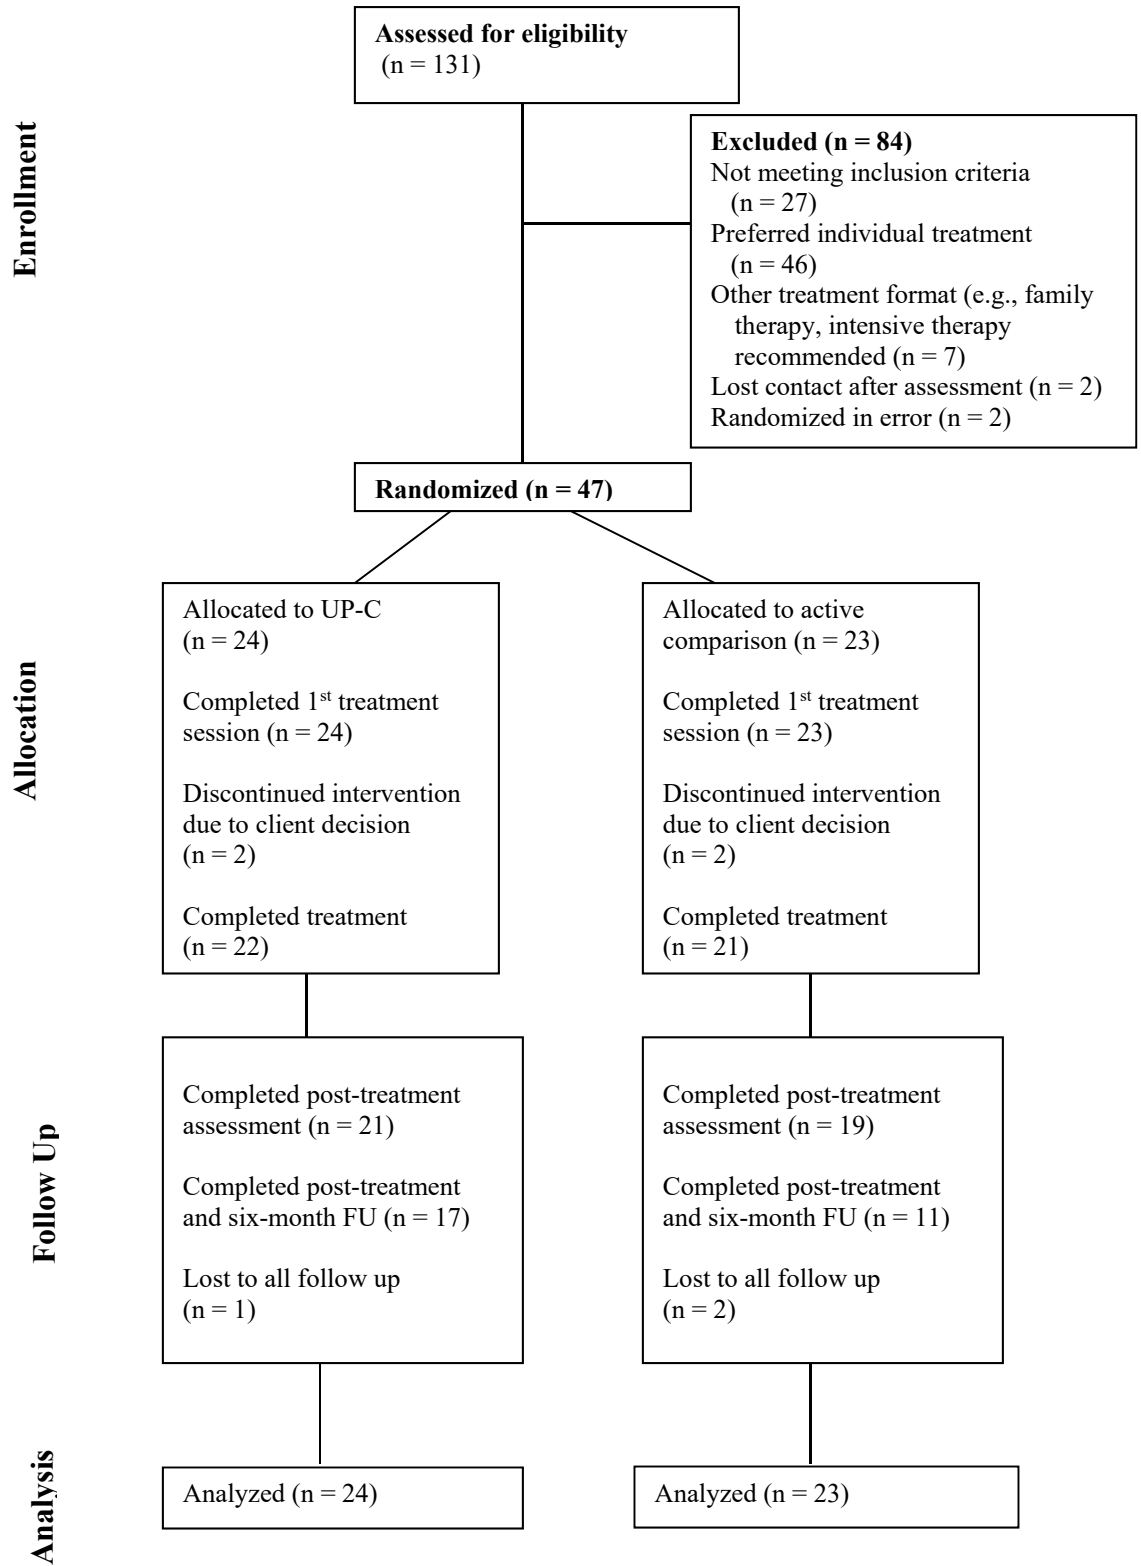 Assessed for eligibility
(n = 131)
Enrollment
Excluded (n = 84)
Not meeting inclusion criteria
(n = 27)
Preferred individual treatment
(n = 46)
Other treatment format (e.g., family
therapy, intensive therapy
recommended (n = 7)
Lost contact after assessment (n = 2)
Randomized in error (n = 2)
Randomized (n = 47)
Allocation
Allocated to UP-C
(n = 24)
Completed 1st treatment
session (n = 24)
Discontinued intervention
due to client decision
(n = 2)
Completed treatment
(n = 22)
Allocated to active
comparison (n = 23)
Completed 1st treatment
session (n = 23)
Discontinued intervention
due to client decision
(n = 2)
Completed treatment
(n = 21)
Follow Up
Completed post-treatment
assessment (n = 21)
Completed post-treatment
and six-month FU (n = 17)
Lost to all follow up
(n = 1)
Completed post-treatment
assessment (n = 19)
Completed post-treatment
and six-month FU (n = 11)
Lost to all follow up
(n = 2)
Analysis
Analyzed (n = 24)
Analyzed (n = 23)